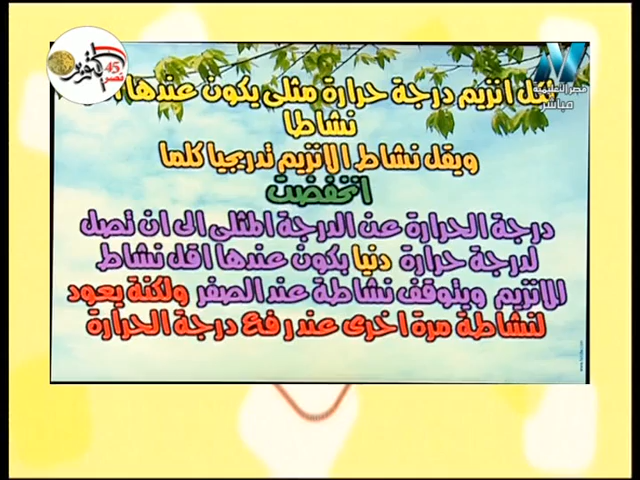 لكل انزيم درجة حرارة مثلى يكون عندها
نشاطا
ويقل نشاط الانزيم تدريجيا كلما
انخفضت
درجة الحرارة عن الدرجة المثلى الى ان تصل
لدرجة حرارة دنيا يكون عندها اقل نشاط
للانزيم ويتوقف نشاطة عند الصفر ولكنة يعود
لنشاطة مرة اخرى عند رفع درجة الحرارة
مصر التعليمية
مباشر
45
نصر